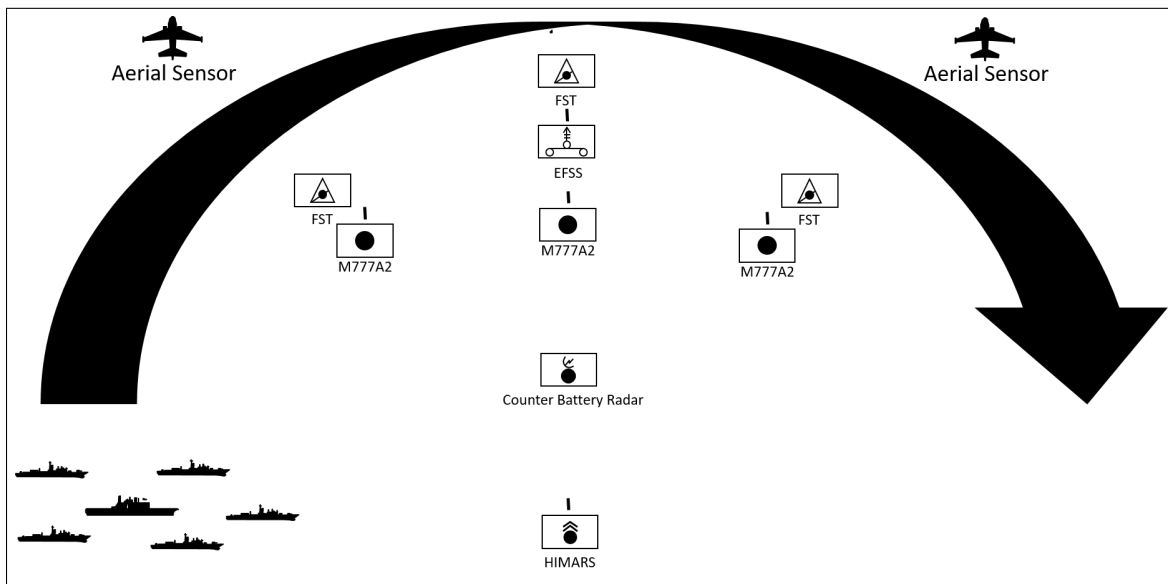 Aerial Sensor
Aerial Sensor
FST
EFSS
FST
FST
M777A2
M777A2
M777A2
Counter Battery Radar
HIMARS